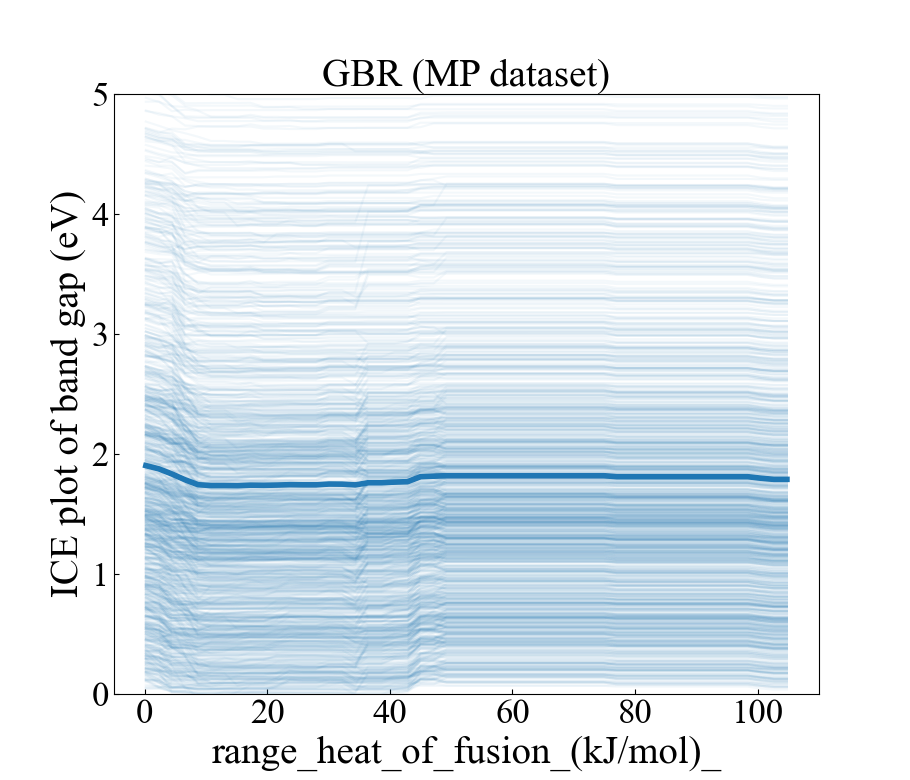 GBR (MP dataset)
ICE plot of band gap (eV)
5
4
3
2
1
0
0 20 40 60 80 100
range_heat_of_fusion_(kJ/mol)_